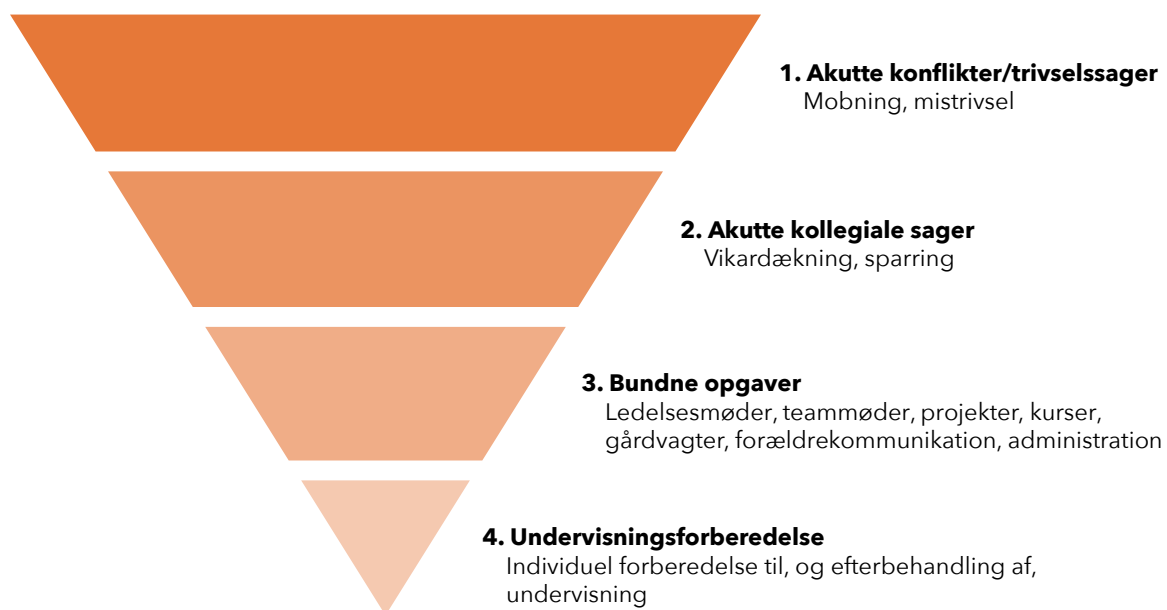 1. Akutte konflikter/trivselssager
Mobning, mistrivsel
2. Akutte kollegiale sager
Vikardækning, sparring
3. Bundne opgaver
Ledelsesmøder, teammøder, projekter, kurser,
gårdvagter, forældrekommunikation, administration
4. Undervisningsforberedelse
Individuel forberedelse til, og efterbehandling af,
undervisning